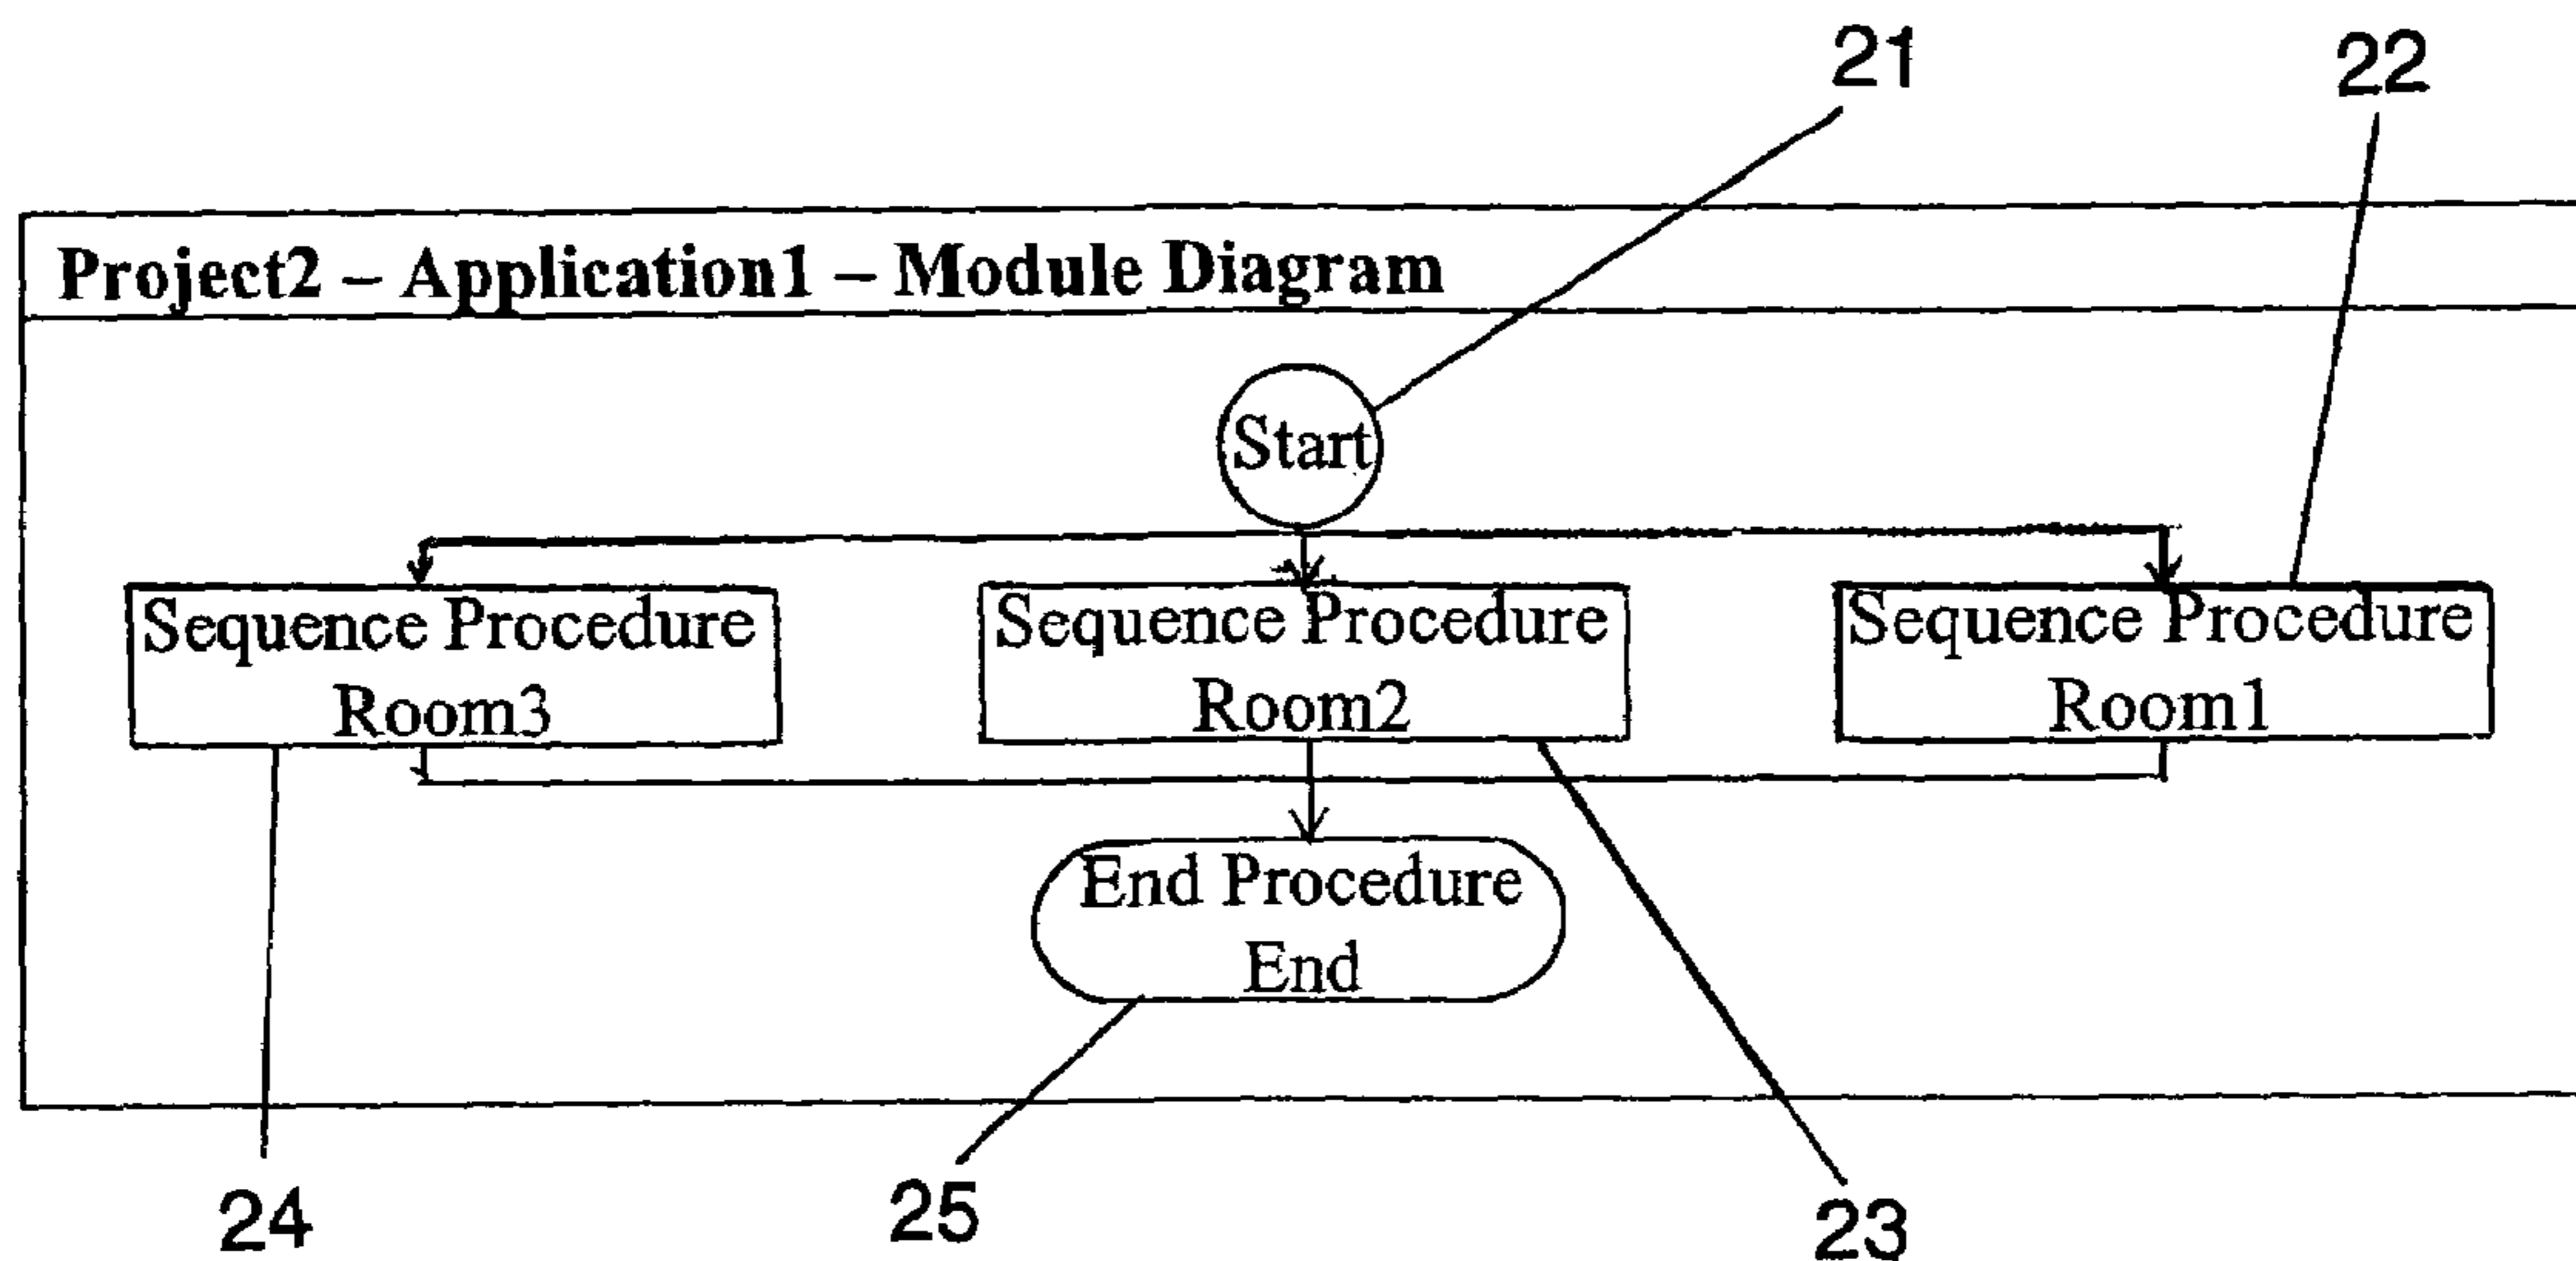 21
22
Project2 – Application1 – Module Diagram
Start
Sequence Procedure
Room3
Sequence Procedure
Room2
Sequence Procedure
Room1
End Procedure
End
24
25
23